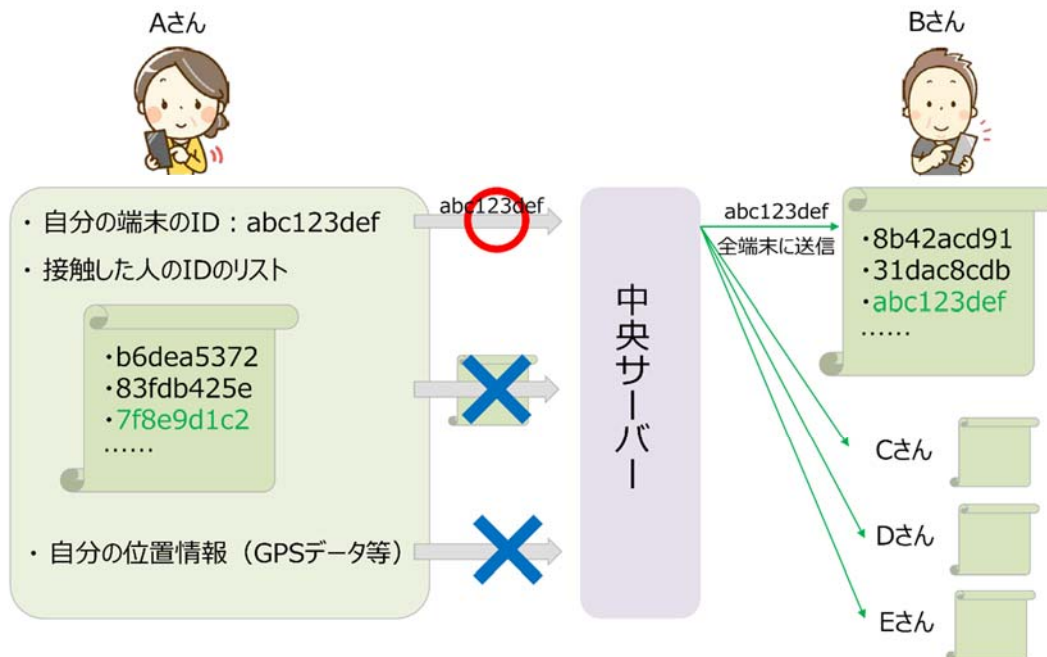 Aさん
Bさん
・自分の端末のID：abc123def
・接触した人のIDのリスト
・b6dea5372
・83fdb425e
・7f8e9d1c2
……
・自分の位置情報（GPSデータ等）
abc123def
中央サーバー
abc123def
全端末に送信
・8b42acd91
・31dac8cdb
・abc123def
……
Cさん
Dさん
Eさん